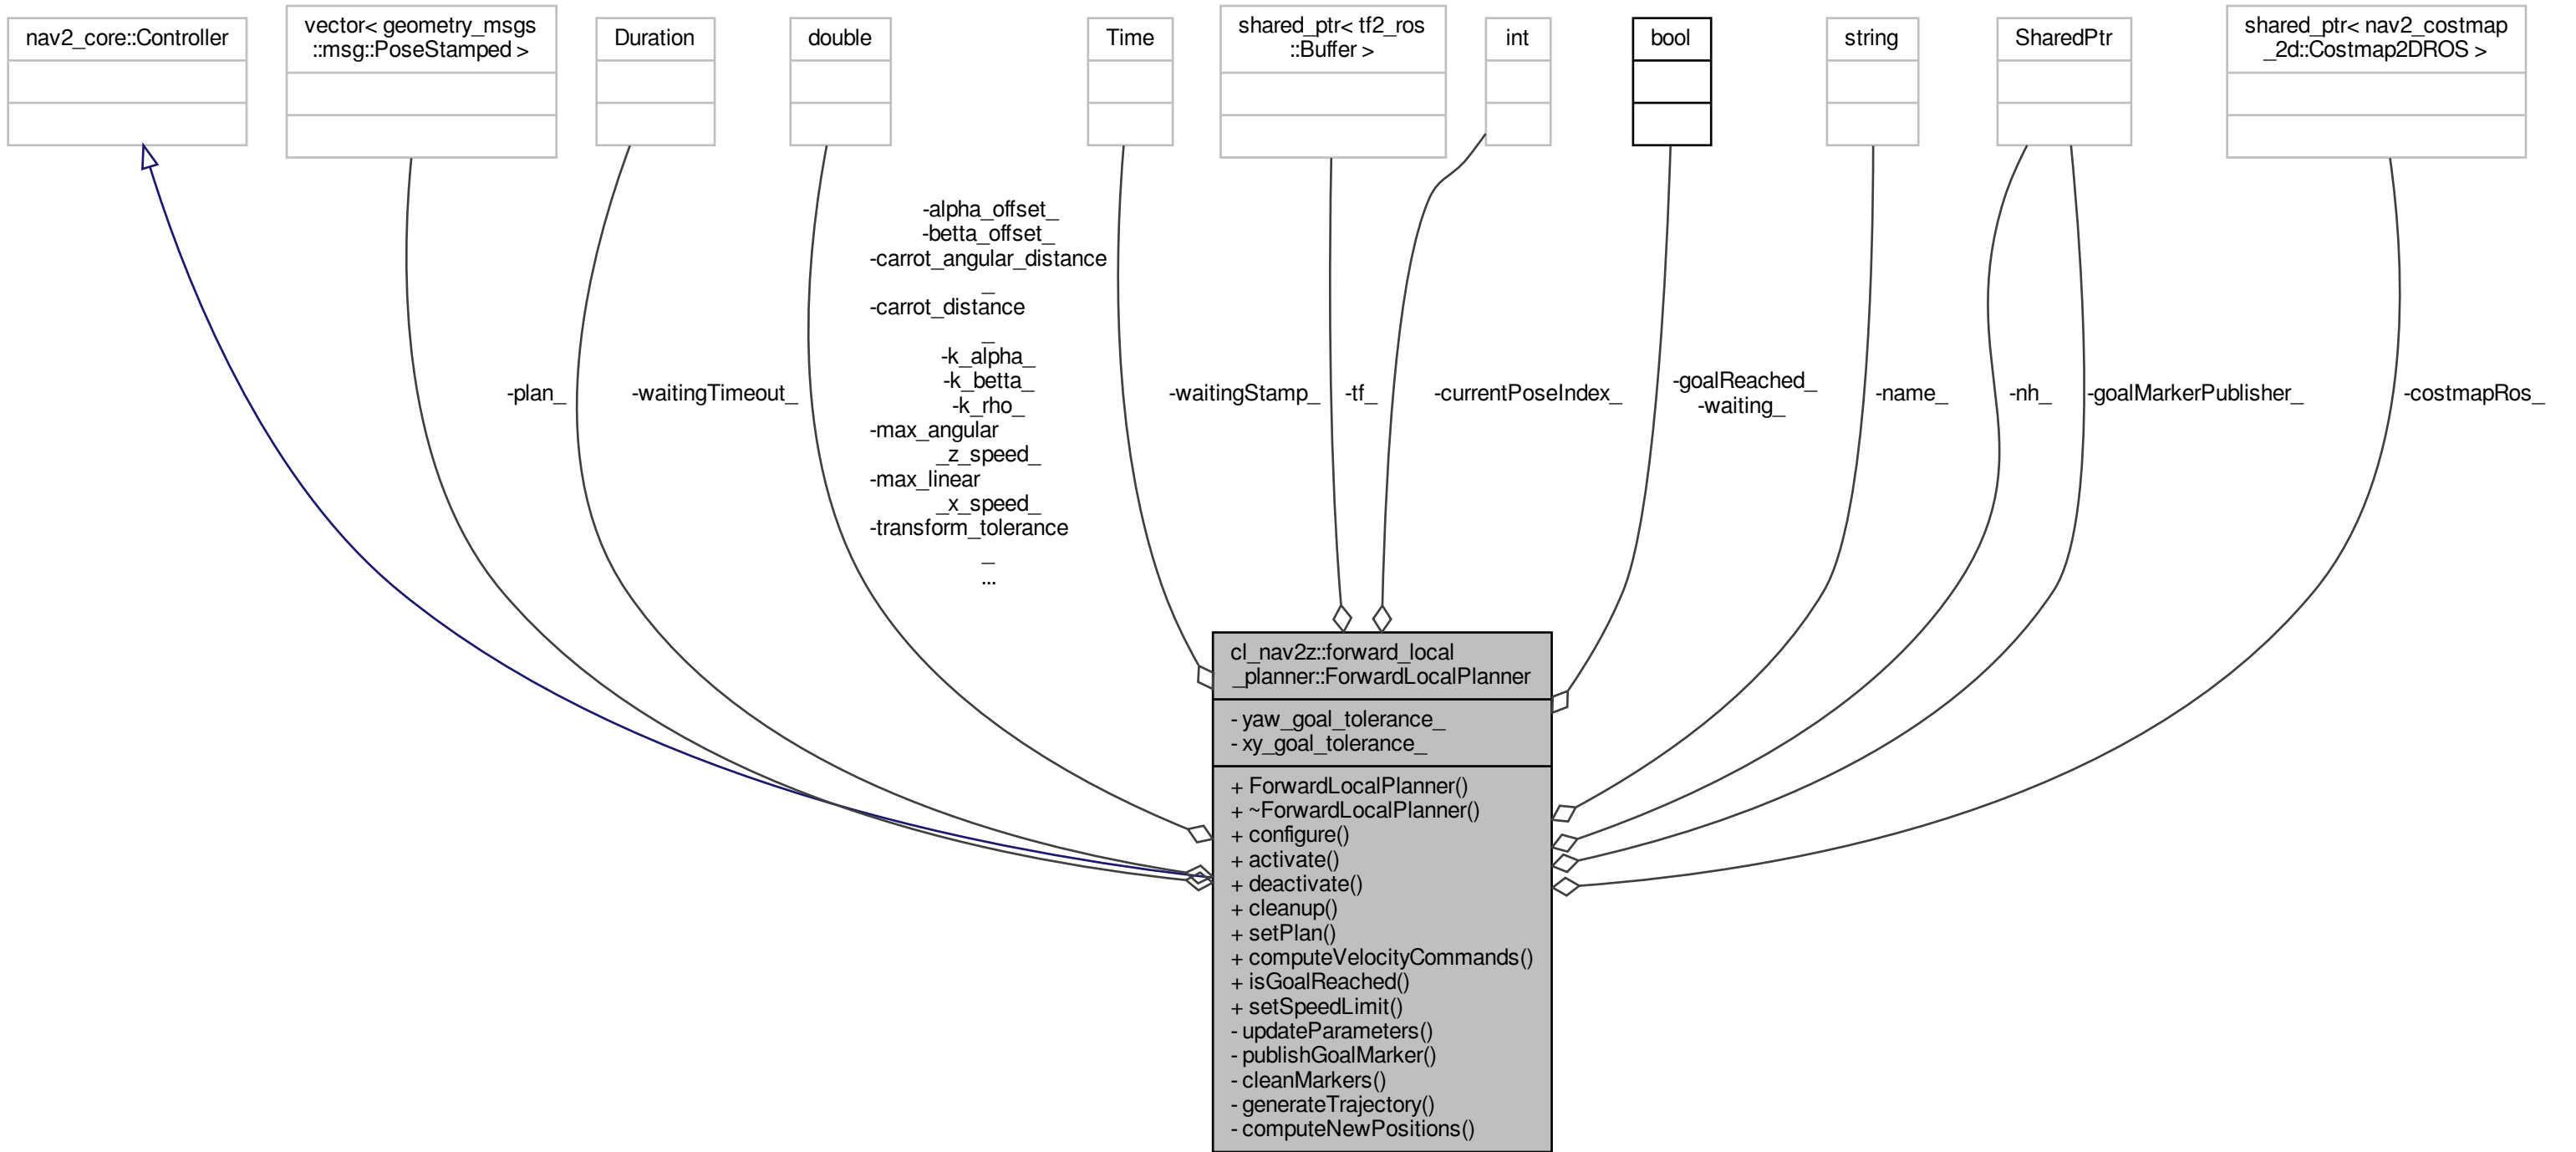 nav2_core::Controller
vector< geometry_msgs
::msg::PoseStamped >
Duration
double
Time
shared_ptr< tf2_ros
::Buffer >
int
bool
string
SharedPtr
shared_ptr< nav2_costmap
_2d::Costmap2DROS >
-plan_
-waitingTimeout_
-alpha_offset_
-betta_offset_
-carrot_angular_distance
_
-carrot_distance
_
-k_alpha_
-k_betta_
-k_rho_
-max_angular
_z_speed_
-max_linear
_x_speed_
-transform_tolerance
_
...
-waitingStamp_
-tf_
-currentPoseIndex_
-goalReached_
-waiting_
-name_
-nh_
-goalMarkerPublisher_
-costmapRos_
cl_nav2z::forward_local
_planner::ForwardLocalPlanner
- yaw_goal_tolerance_
- xy_goal_tolerance_
+ ForwardLocalPlanner()
+ ~ForwardLocalPlanner()
+ configure()
+ activate()
+ deactivate()
+ cleanup()
+ setPlan()
+ computeVelocityCommands()
+ isGoalReached()
+ setSpeedLimit()
- updateParameters()
- publishGoalMarker()
- cleanMarkers()
- generateTrajectory()
- computeNewPositions()